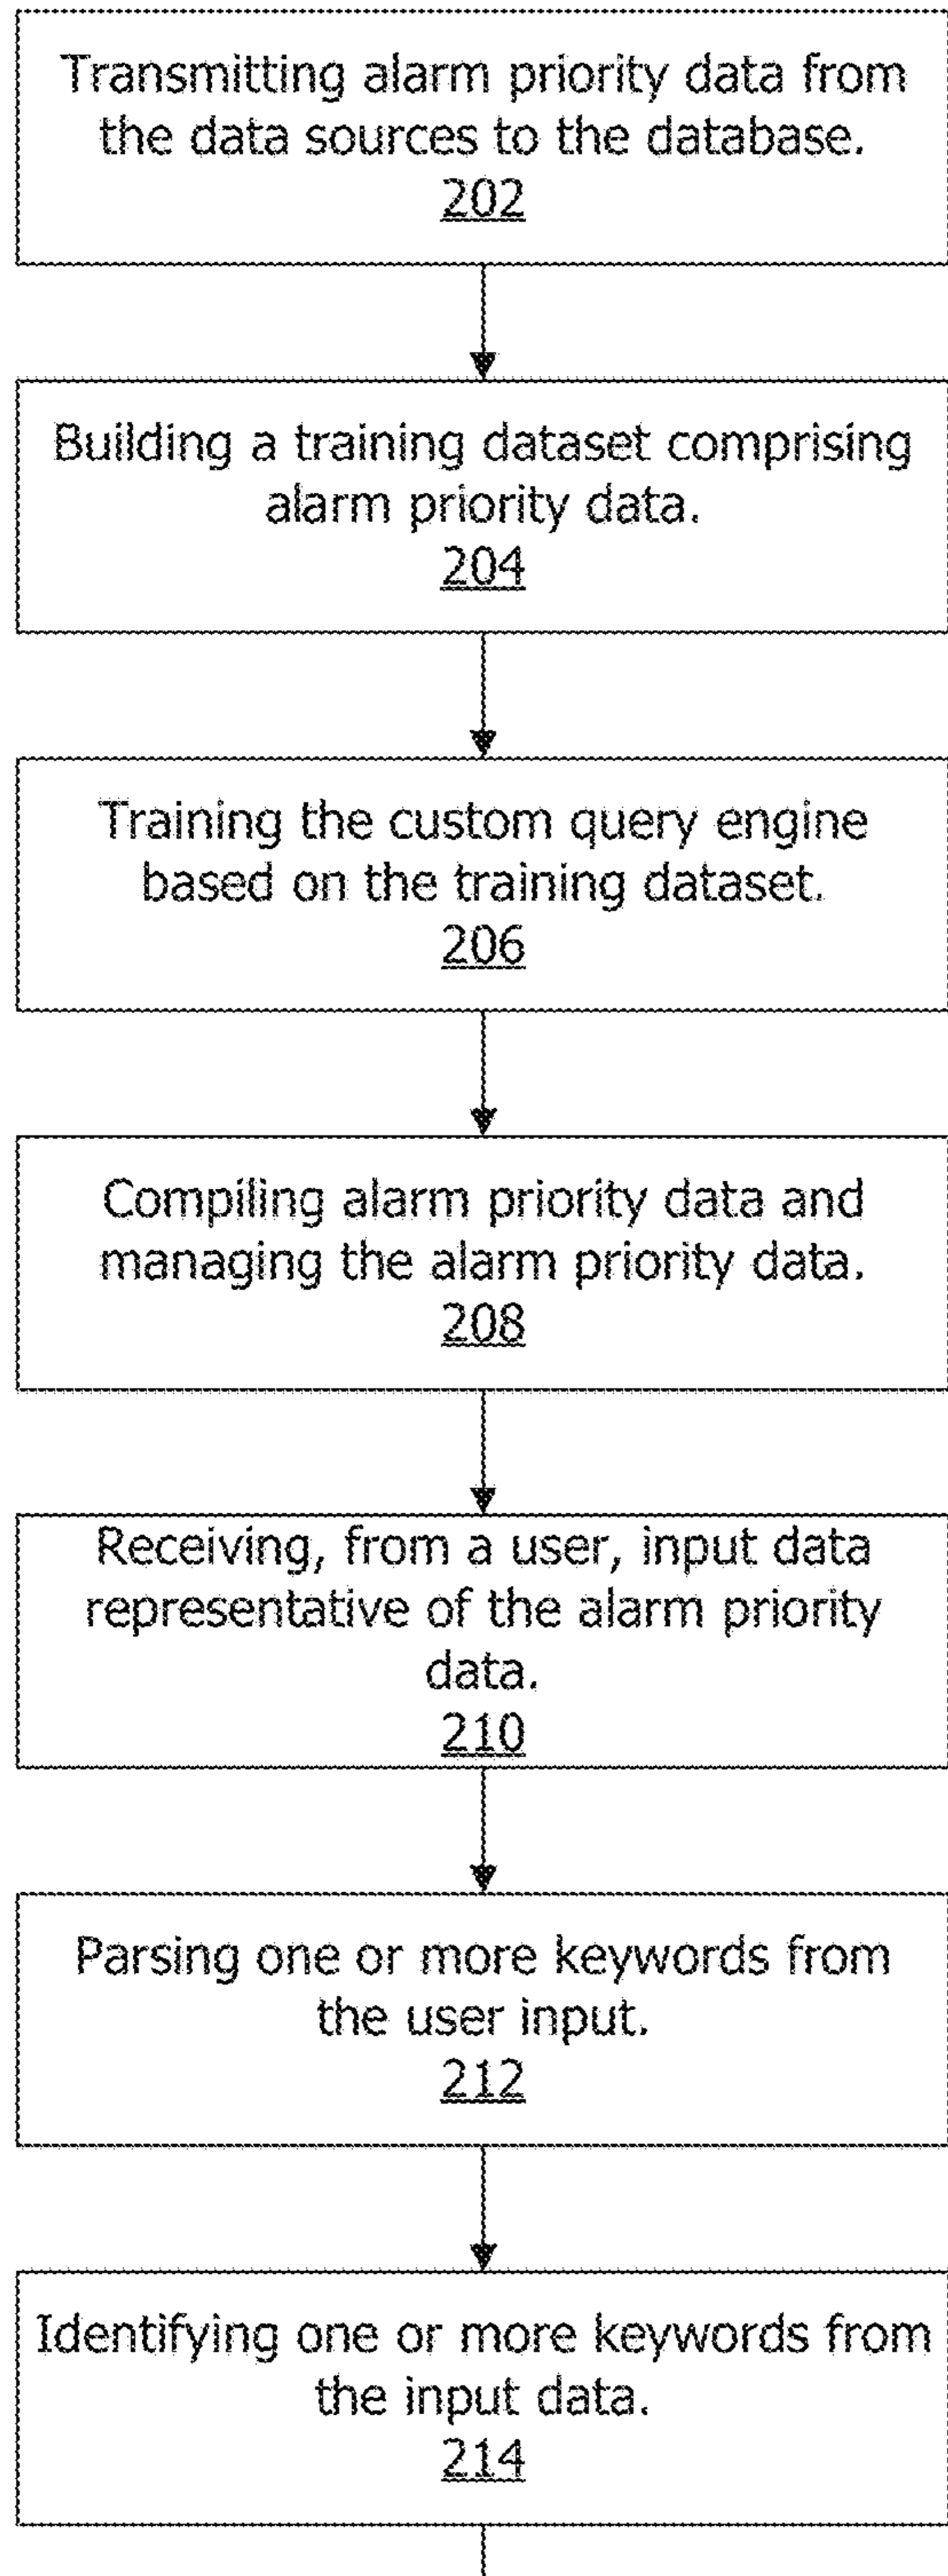 Transmitting alarm priority data from
the data sources to the database.
202
Building a training dataset comprising
alarm priority data.
204
Training the custom query engine
based on the training dataset.
206
Compiling alarm priority data and
managing the alarm priority data.
208
Receiving, from a user, input data
representative of the alarm priority
data.
210
Parsing one or more keywords from
the user input.
212
Identifying one or more keywords from
the input data.
214